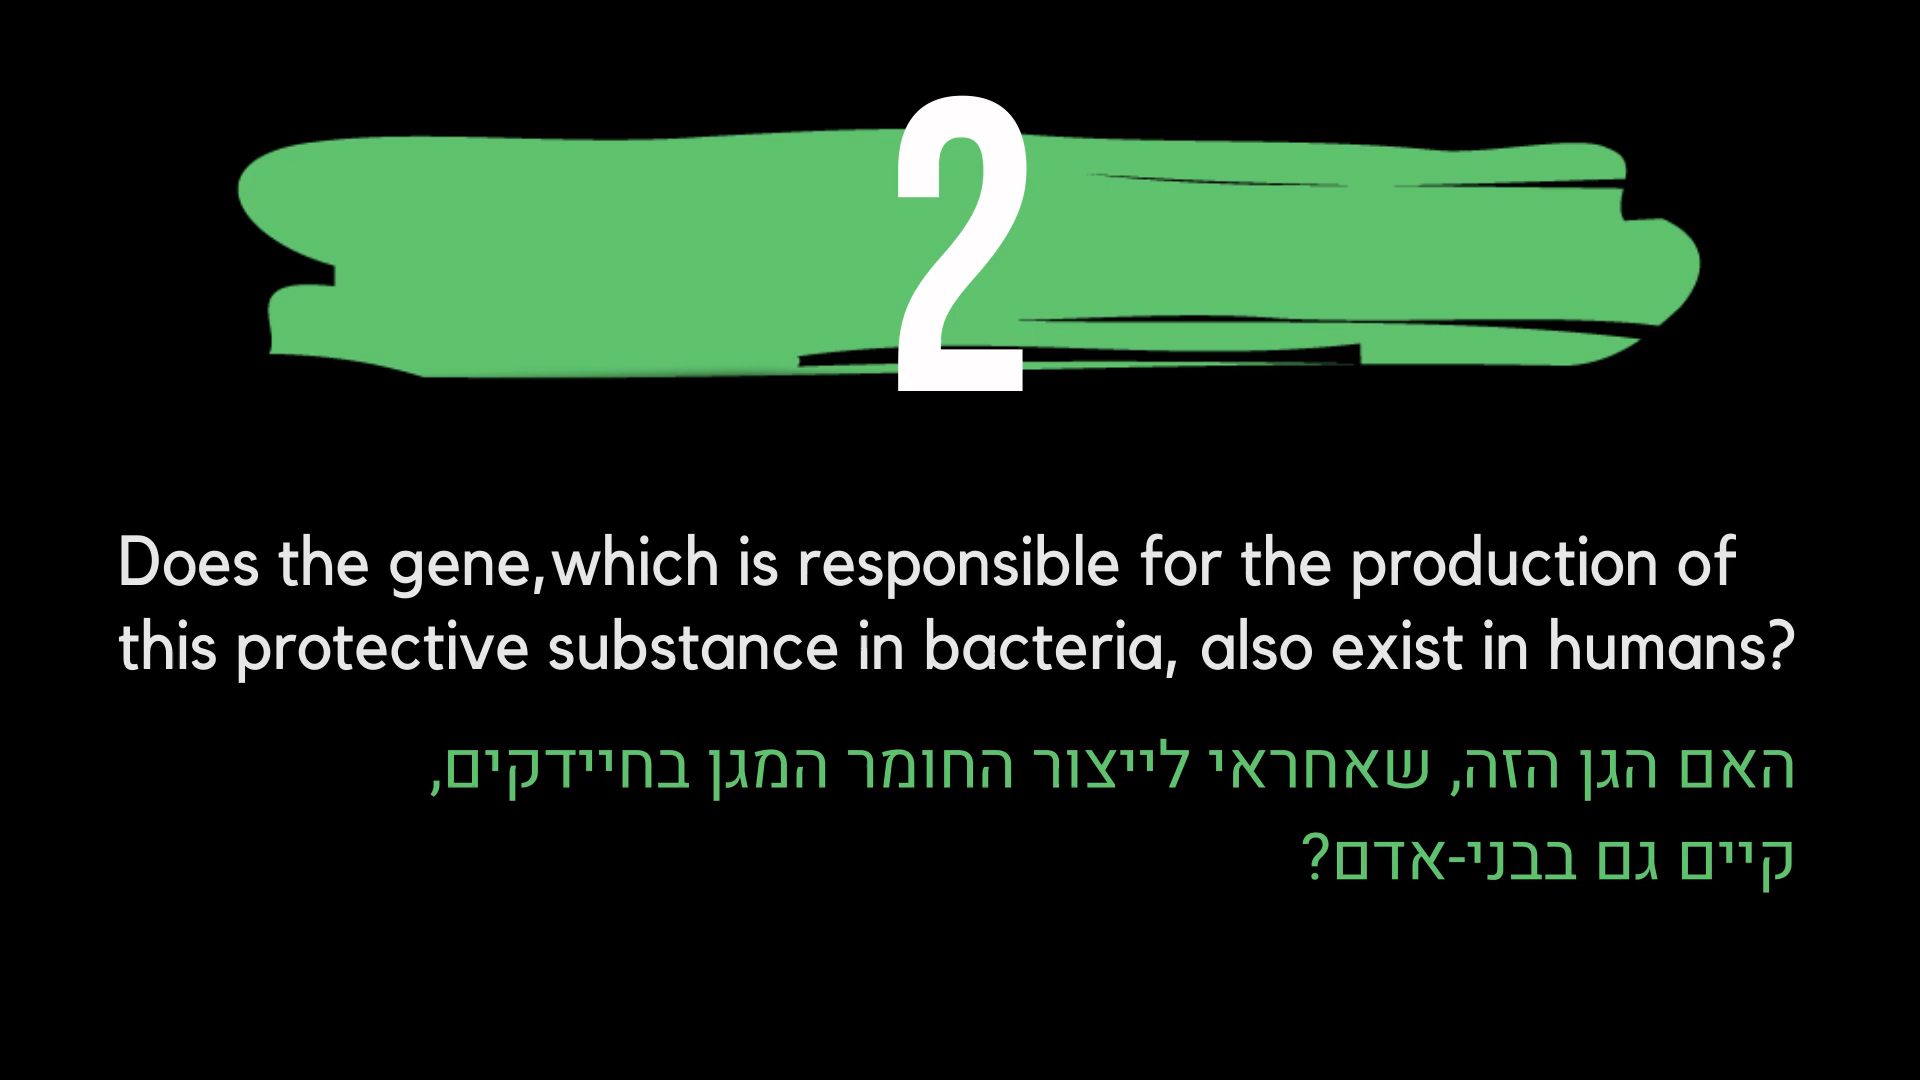 2
Does the gene,which is responsible for the production of
this protective substance in bacteria, also exist in humans?
האם הגן הזה, שאחראי לייצור החומר המגן בחיידקים,
קיים גם בבני-אדם?